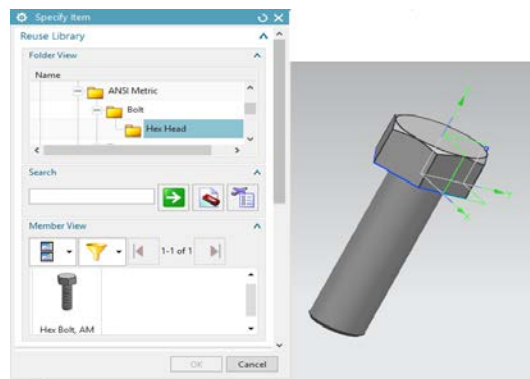 Specify Item
Reuse Library
Folder View
Name
ANSI Metric
Bolt
Hex Head
Search
Member View
1-1 of 1
Hex Bolt, AM
OK
Cancel